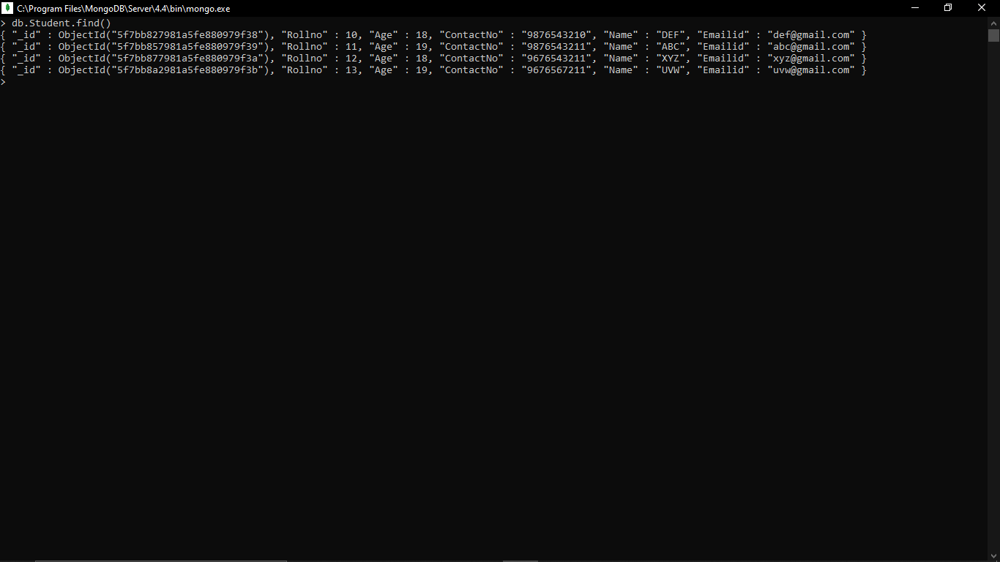 C:\Program Files\MongoDB\Server\4.4\bin\mongo.exe
> db.Student.find()
{ "_id" : ObjectId("5f7bb827981a5fe880979f38"), "Rollno" : 10, "Age" : 18, "ContactNo" : "9876543210", "Name" : "DEF", "Emailid" : "def@gmail.com" }
{ "_id" : ObjectId("5f7bb857981a5fe880979f39"), "Rollno" : 11, "Age" : 19, "ContactNo" : "9876543211", "Name" : "ABC", "Emailid" : "abc@gmail.com" }
{ "_id" : ObjectId("5f7bb877981a5fe880979f3a"), "Rollno" : 12, "Age" : 18, "ContactNo" : "9676543211", "Name" : "XYZ", "Emailid" : "xyz@gmail.com" }
{ "_id" : ObjectId("5f7bb8a2981a5fe880979f3b"), "Rollno" : 13, "Age" : 19, "ContactNo" : "9676567211", "Name" : "UVW", "Emailid" : "uvw@gmail.com" }
>